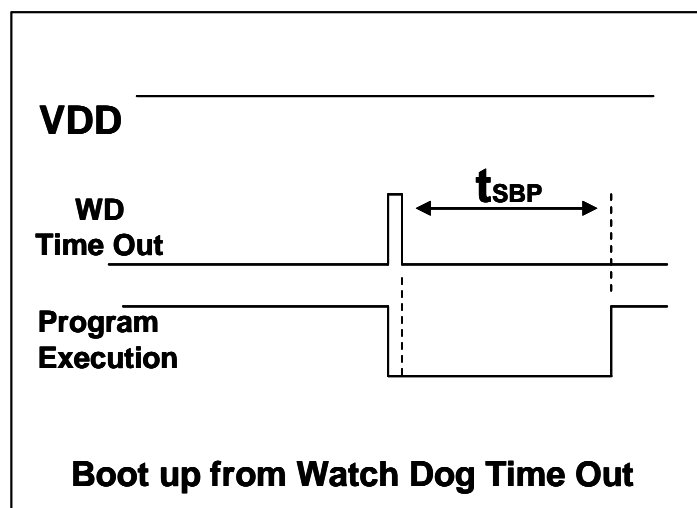 VDD
tSBP
WD
Time Out
Program
Execution
Boot up from Watch Dog Time Out